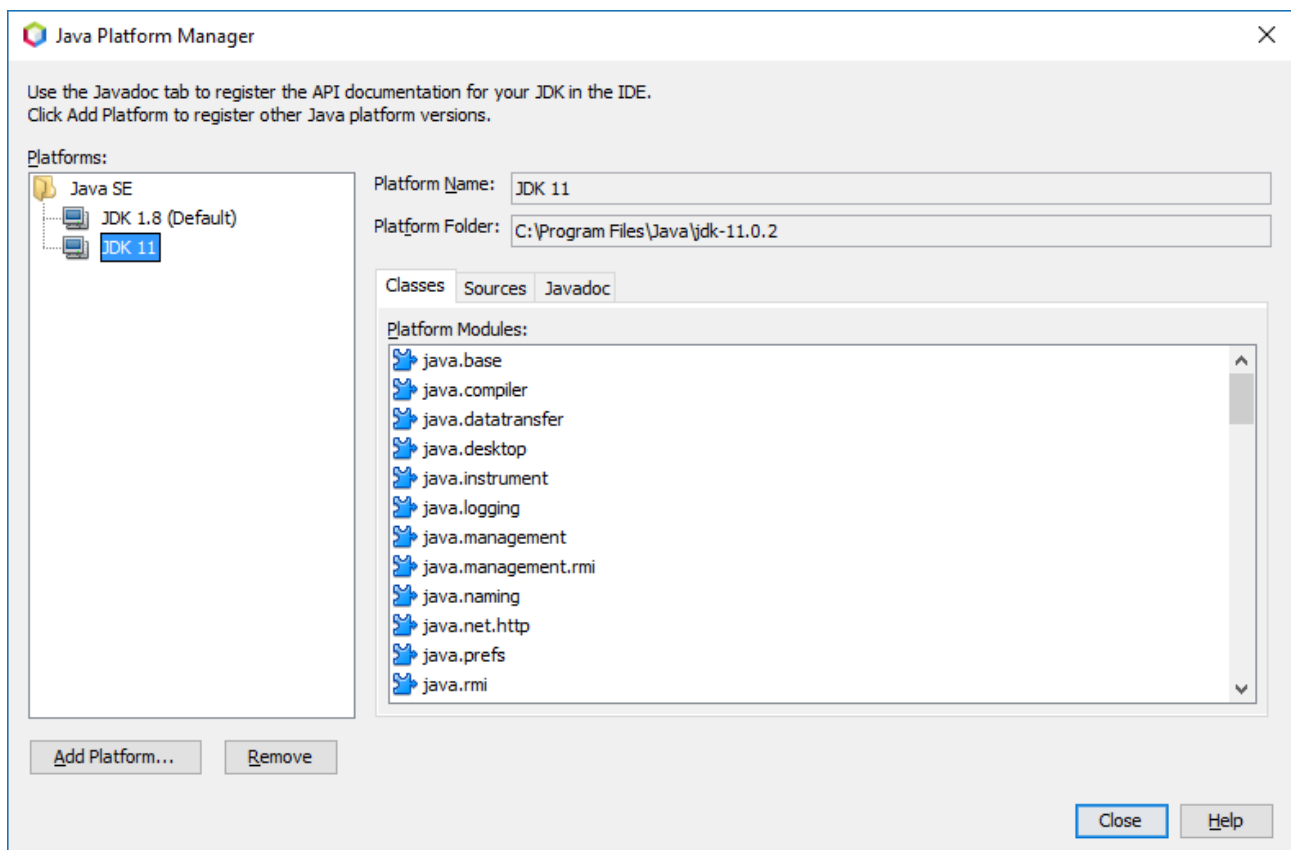 Java Platform Manager
Use the Javadoc tab to register the API documentation for your JDK in the IDE.
Click Add Platform to register other Java platform versions.
Platforms:
Java SE
JDK 1.8 (Default)
JDK 11
Platform Name: JDK 11
Platform Folder: C:\Program Files\Java\jdk-11.0.2
Classes Sources Javadoc
Platform Modules:
java.base
java.compiler
java.datatransfer
java.desktop
java.instrument
java.logging
java.management
java.management.rmi
java.naming
java.net.http
java.prefs
java.rmi
Add Platform... Remove
Close Help